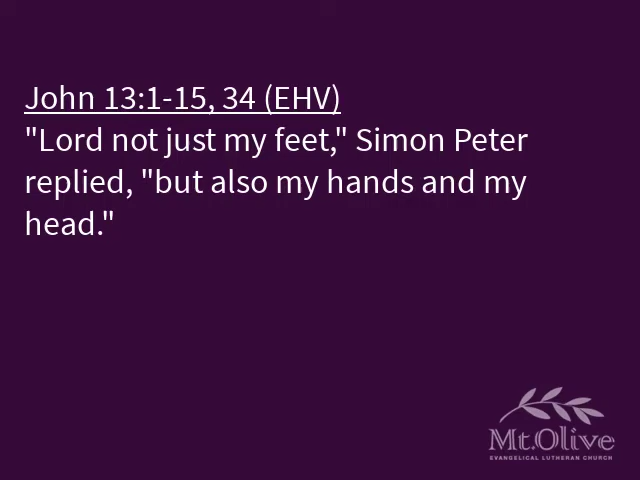 John 13:1-15, 34 (EHV)
"Lord not just my feet," Simon Peter
replied, "but also my hands and my
head."
Mt.Olive
EVANGELICAL LUTHERAN CHURCH